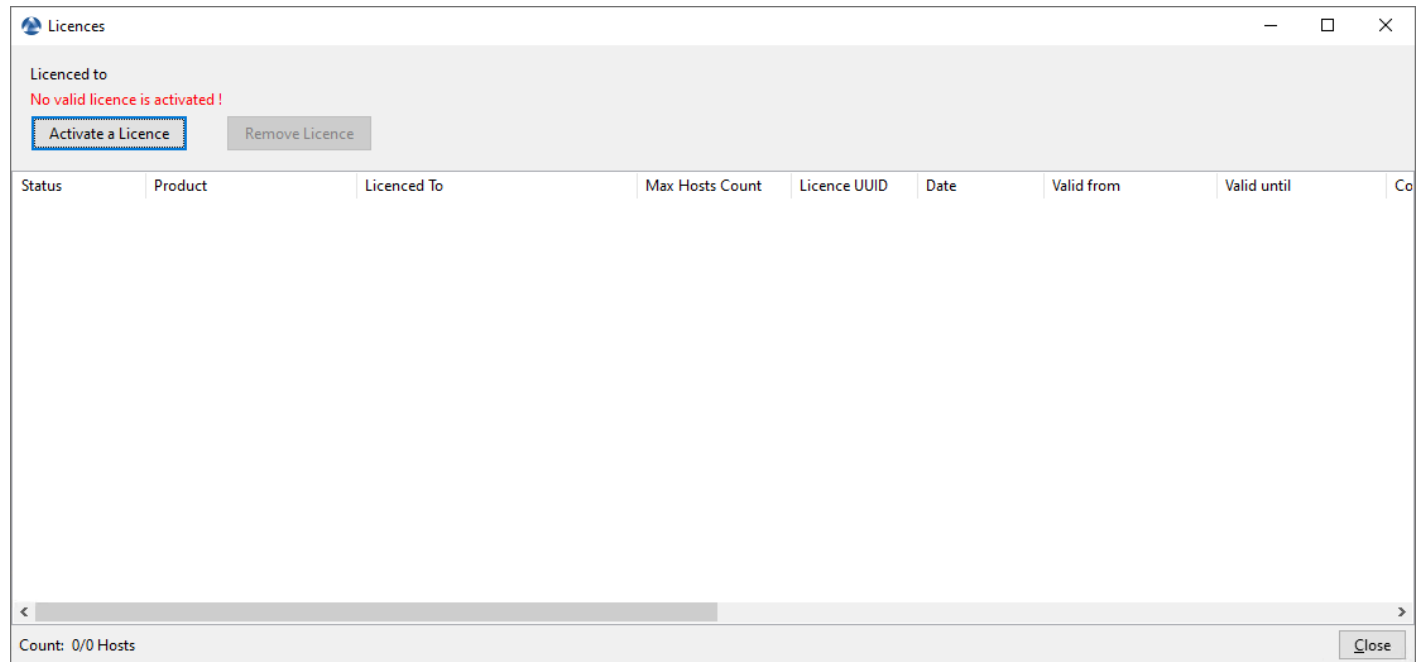 Licences
Licenced to
No valid licence is activated !
Activate a Licence Remove Licence
Status Product Licenced To Max Hosts Count Licence UUID Date Valid from Valid until Co
Count: 0/0 Hosts Close